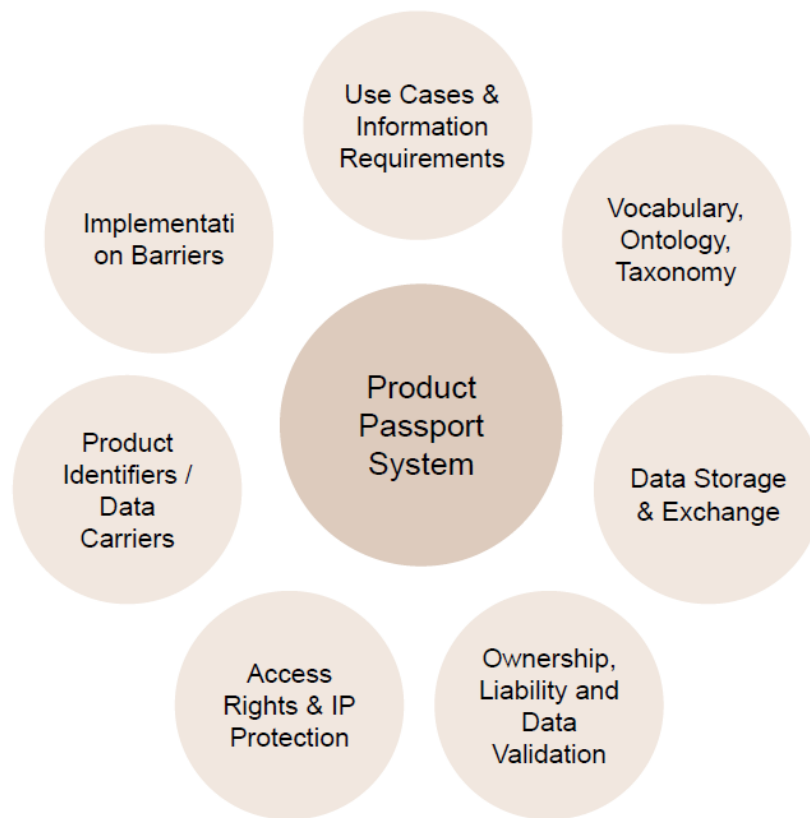 Use Cases &
Information
Requirements
Implementati
on Barriers
Vocabulary,
Ontology,
Taxonomy
Product
Passport
System
Product
Identifiers /
Data
Carriers
Data Storage
& Exchange
Access
Rights & IP
Protection
Ownership,
Liability and
Data
Validation